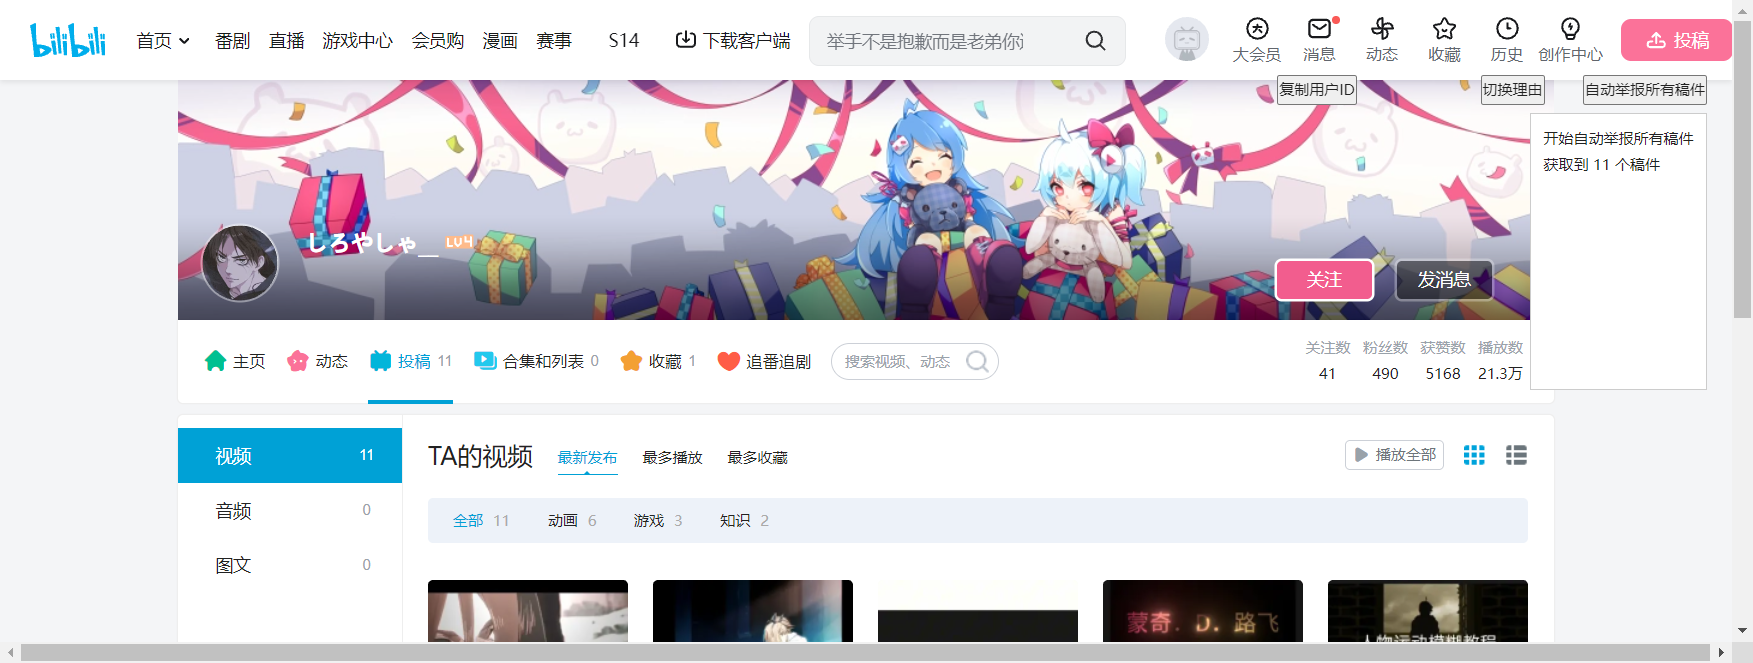 bilibili
首页 番剧 直播 游戏中心 会员购 漫画 赛事 S14 下载客户端 举手不是抱歉而是老弟你 大会员 消息 动态 收藏 历史 创作中心 投稿
复制用户ID 切换理由 自动举报所有稿件
开始自动举报所有稿件
获取到 11 个稿件
しろやしゃ__ LV4
关注 发消息
主页 动态 投稿 11 合集和列表 0 收藏 1 追番追剧 搜索视频、动态
关注数 粉丝数 获赞数 播放数
41 490 5168 21.3万
视频 11
音频 0
图文 0
TA的视频 最新发布 最多播放 最多收藏 播放全部
全部 11 动画 6 游戏 3 知识 2
蒙奇. D. 路飞
人物运动模糊教程